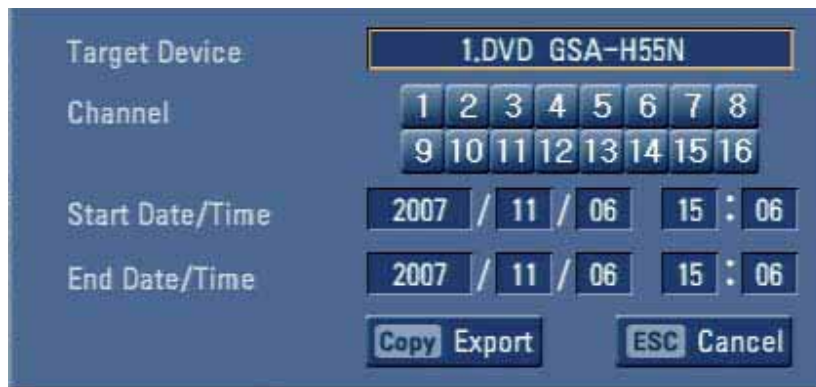 Target Device 1.DVD GSA-H55N
Channel 1 2 3 4 5 6 7 8
9 10 11 12 13 14 15 16
Start Date/Time 2007 / 11 / 06 15 : 06
End Date/Time 2007 / 11 / 06 15 : 06
Copy Export ESC Cancel